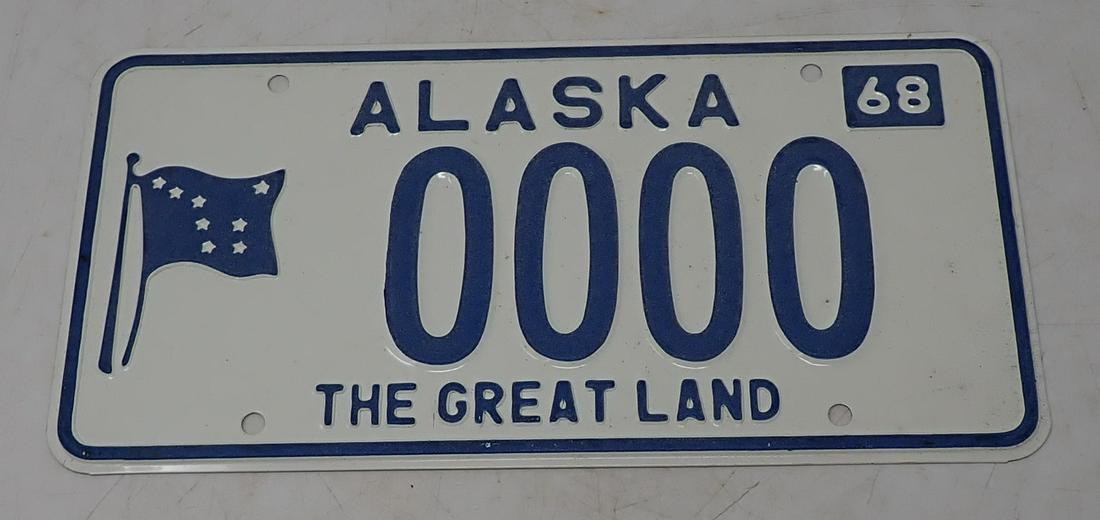 ALASKA 68
0000
THE GREAT LAND